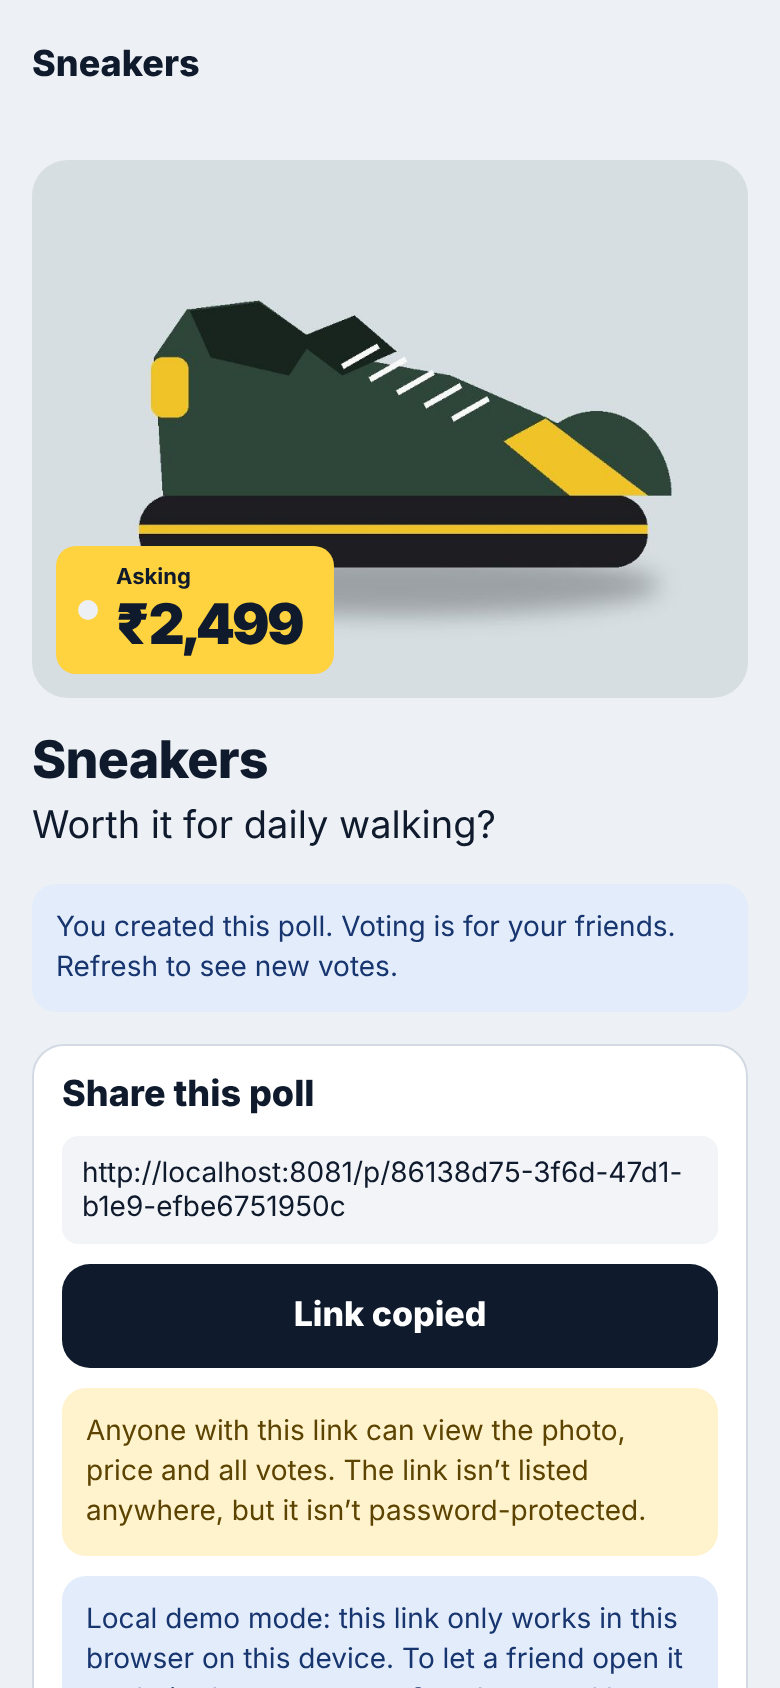 Sneakers
Asking
₹2,499
Sneakers
Worth it for daily walking?
You created this poll. Voting is for your friends.
Refresh to see new votes.
Share this poll
http://localhost:8081/p/86138d75-3f6d-47d1-
b1e9-efbe6751950c
Link copied
Anyone with this link can view the photo,
price and all votes. The link isn’t listed
anywhere, but it isn’t password-protected.
Local demo mode: this link only works in this
browser on this device. To let a friend open it